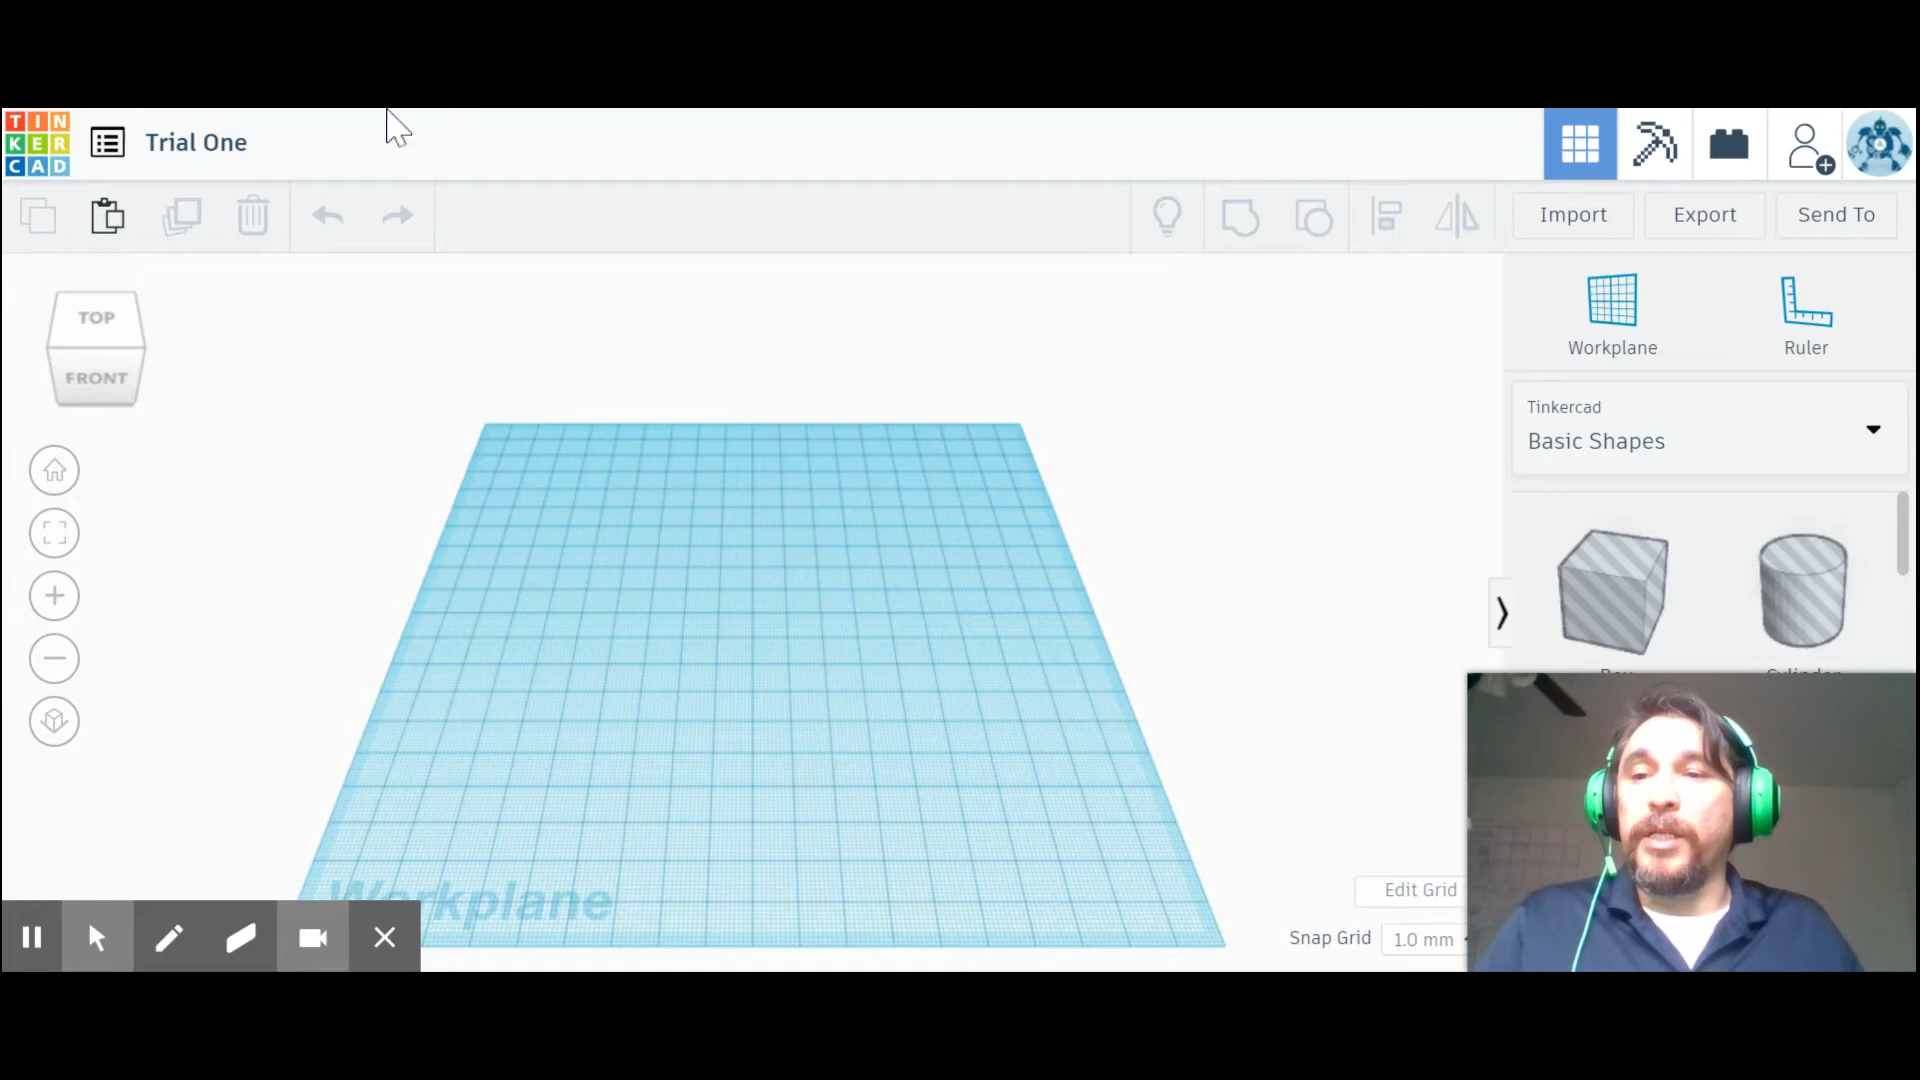 TIN
KER
CAD
Trial One
Import
Export
Send To
TOP
FRONT
Workplane
Ruler
Tinkercad
Basic Shapes
Workplane
Edit Grid
Snap Grid
1.0 mm